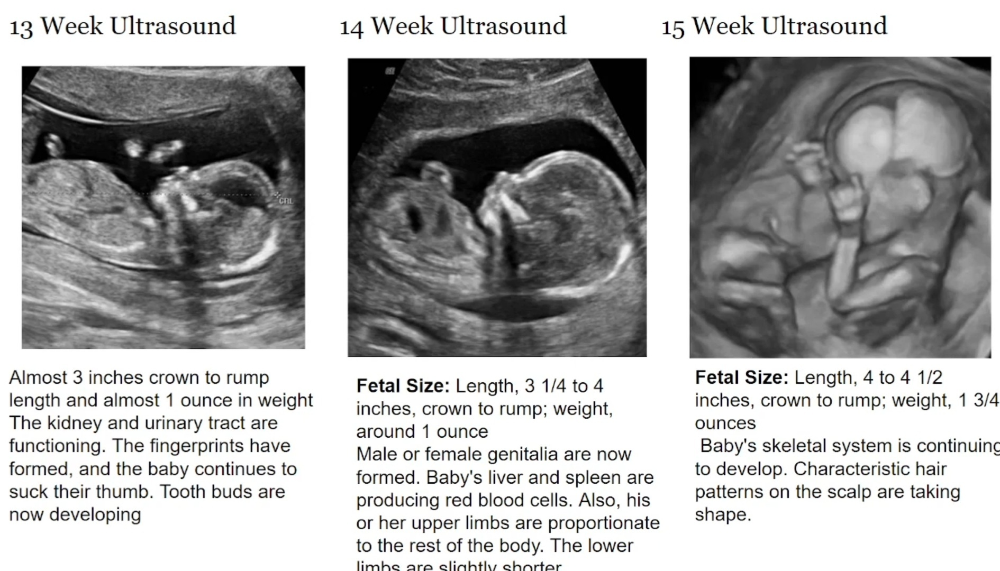 13 Week Ultrasound
14 Week Ultrasound
15 Week Ultrasound
GE
CRL
Almost 3 inches crown to rump
length and almost 1 ounce in weight
The kidney and urinary tract are
functioning. The fingerprints have
formed, and the baby continues to
suck their thumb. Tooth buds are
now developing
Fetal Size: Length, 3 1/4 to 4
inches, crown to rump; weight,
around 1 ounce
Male or female genitalia are now
formed. Baby's liver and spleen are
producing red blood cells. Also, his
or her upper limbs are proportionate
to the rest of the body. The lower
limbs are slightly shorter
Fetal Size: Length, 4 to 4 1/2
inches, crown to rump; weight, 1 3/4
ounces
Baby's skeletal system is continuing
to develop. Characteristic hair
patterns on the scalp are taking
shape.